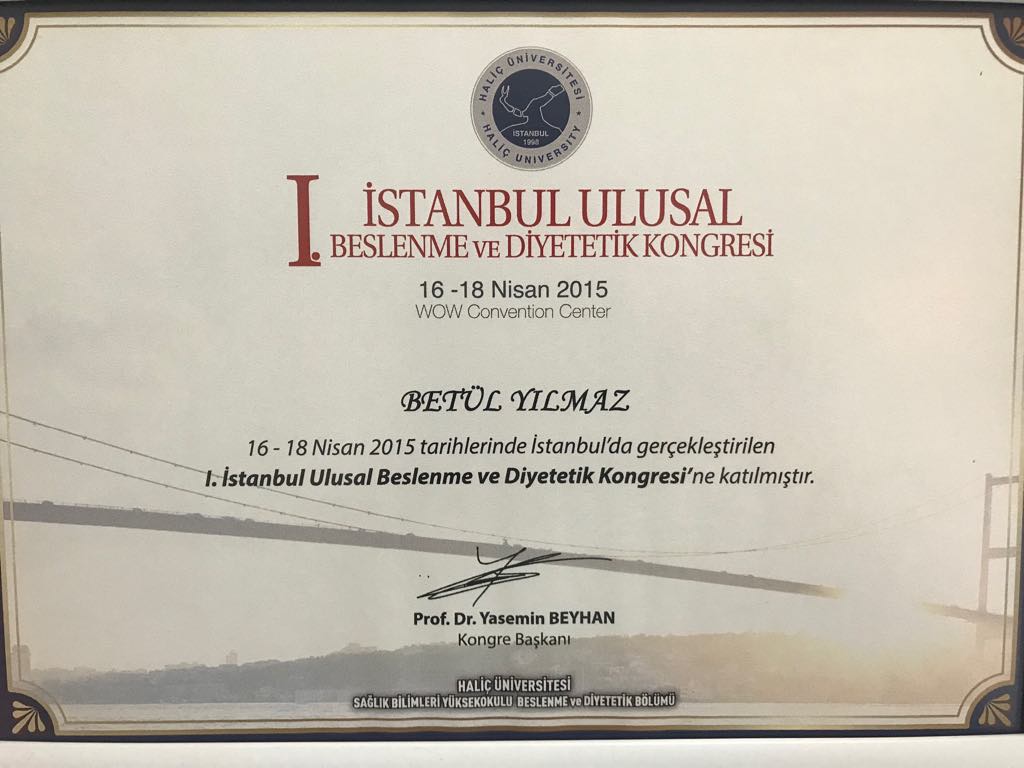 HALİÇ ÜNİVERSİTESİ
İSTANBUL
1998
HALİÇ UNIVERSITY
I. İSTANBUL ULUSAL
BESLENME VE DİYETETİK KONGRESİ
16 -18 Nisan 2015
WOW Convention Center
BETÜL YILMAZ
16 - 18 Nisan 2015 tarihlerinde İstanbul'da gerçekleştirilen
I. İstanbul Ulusal Beslenme ve Diyetetik Kongresi'ne katılmıştır.
Prof. Dr. Yasemin BEYHAN
Kongre Başkanı
HALİÇ ÜNİVERSİTESİ
SAĞLIK BİLİMLERİ YÜKSEKOKULU BESLENME ve DİYETETİK BÖLÜMÜ